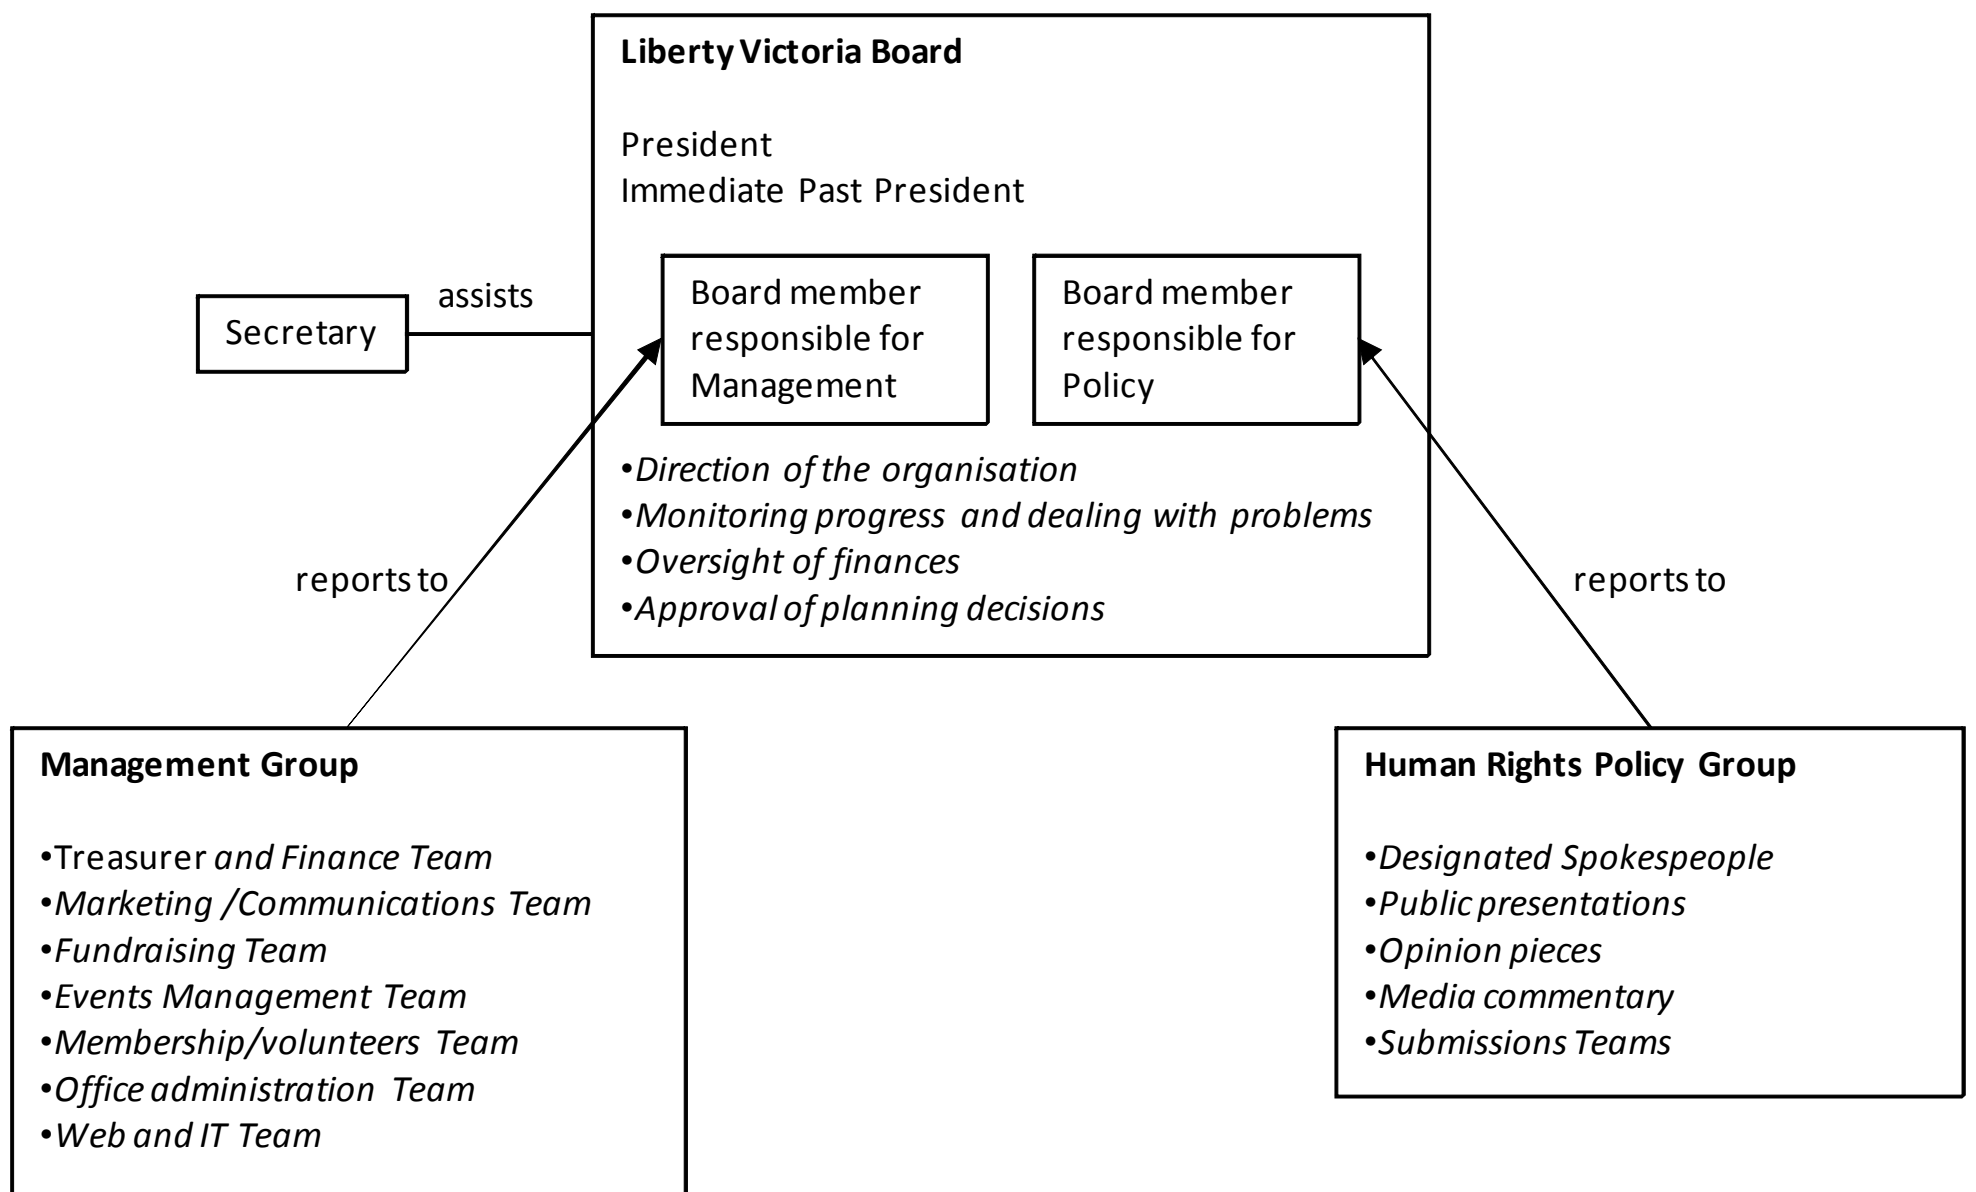 Liberty Victoria Board
President
Immediate Past President
Secretary
assists
Board member
responsible for
Management
Board member
responsible for
Policy
•Direction of the organisation
•Monitoring progress and dealing with problems
•Oversight of finances
•Approval of planning decisions
reports to
reports to
Management Group
•Treasurer and Finance Team
•Marketing /Communications Team
•Fundraising Team
•Events Management Team
•Membership/volunteers Team
•Office administration Team
•Web and IT Team
Human Rights Policy Group
•Designated Spokespeople
•Public presentations
•Opinion pieces
•Media commentary
•Submissions Teams